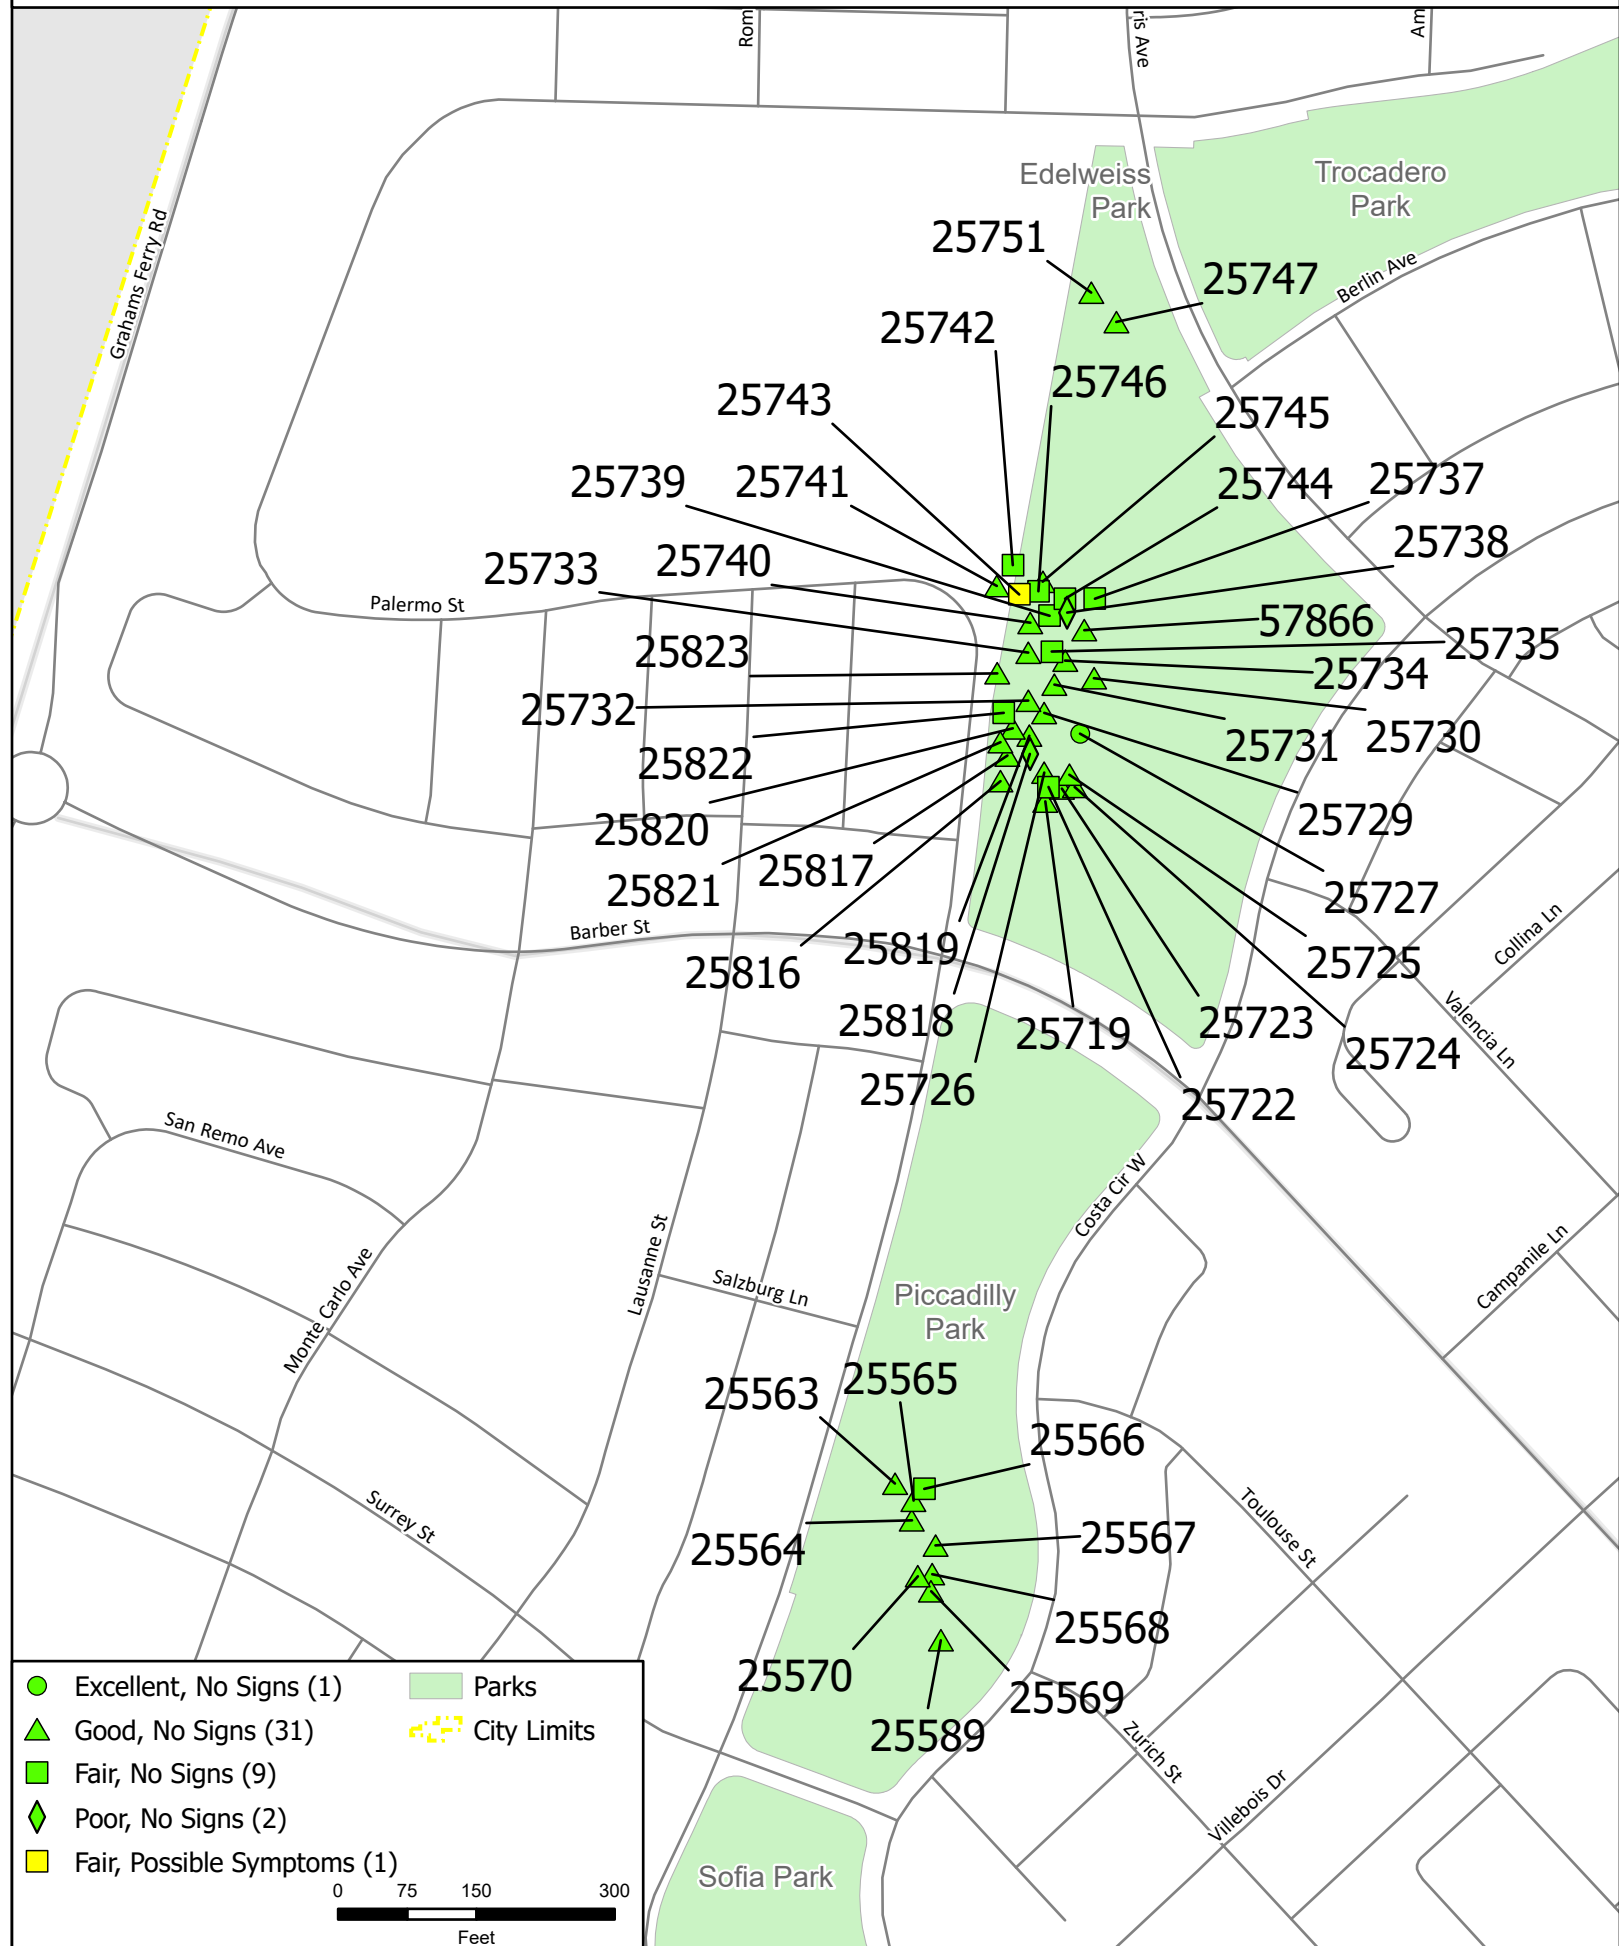 Rom
ris Ave
Am
Edelweiss
Park
Trocadero
Park
Grahams Ferry Rd
25751
25747
Berlin Ave
25742
25746
25743
25745
25739
25741
25744
25737
25738
25733
25740
Palermo St
57866
25735
25823
25734
25732
25730
25731
25822
25729
25820
25817
25821
25727
Barber St
25819
25725
Collina Ln
25816
25818
25719
25723
Valencia Ln
25724
25726
25722
San Remo Ave
Costa Cir W
Lausanne St
Campanile Ln
Monte Carlo Ave
Salzburg Ln
Piccadilly
Park
25565
25563
25566
Surrey St
Toulouse St
25564
25567
25568
25570
25569
25589
Zurich St
Villebois Dr
Sofia Park
Excellent, No Signs (1)
Good, No Signs (31)
Fair, No Signs (9)
Poor, No Signs (2)
Fair, Possible Symptoms (1)
Parks
City Limits
0 75 150 300
Feet